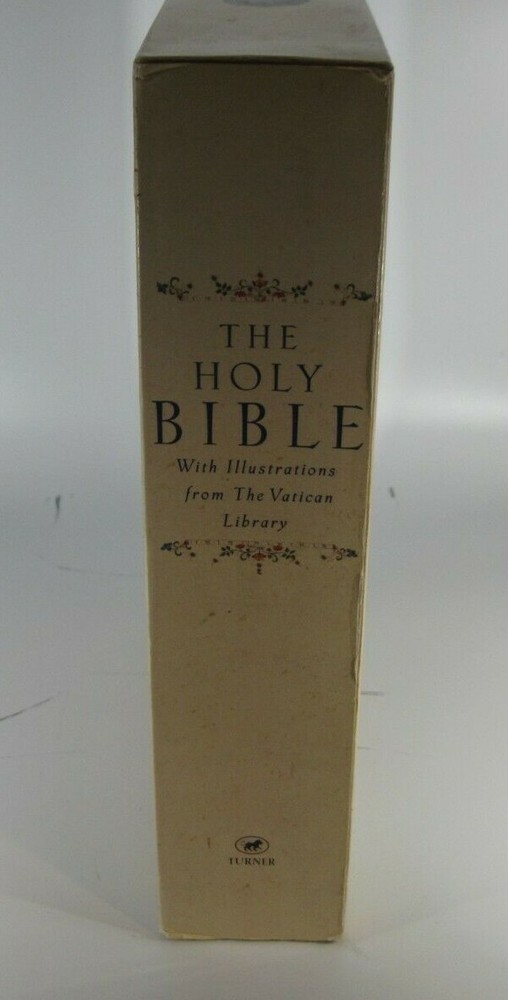 THE
HOLY
BIBLE
With Illustrations
from The Vatican
Library
TURNER